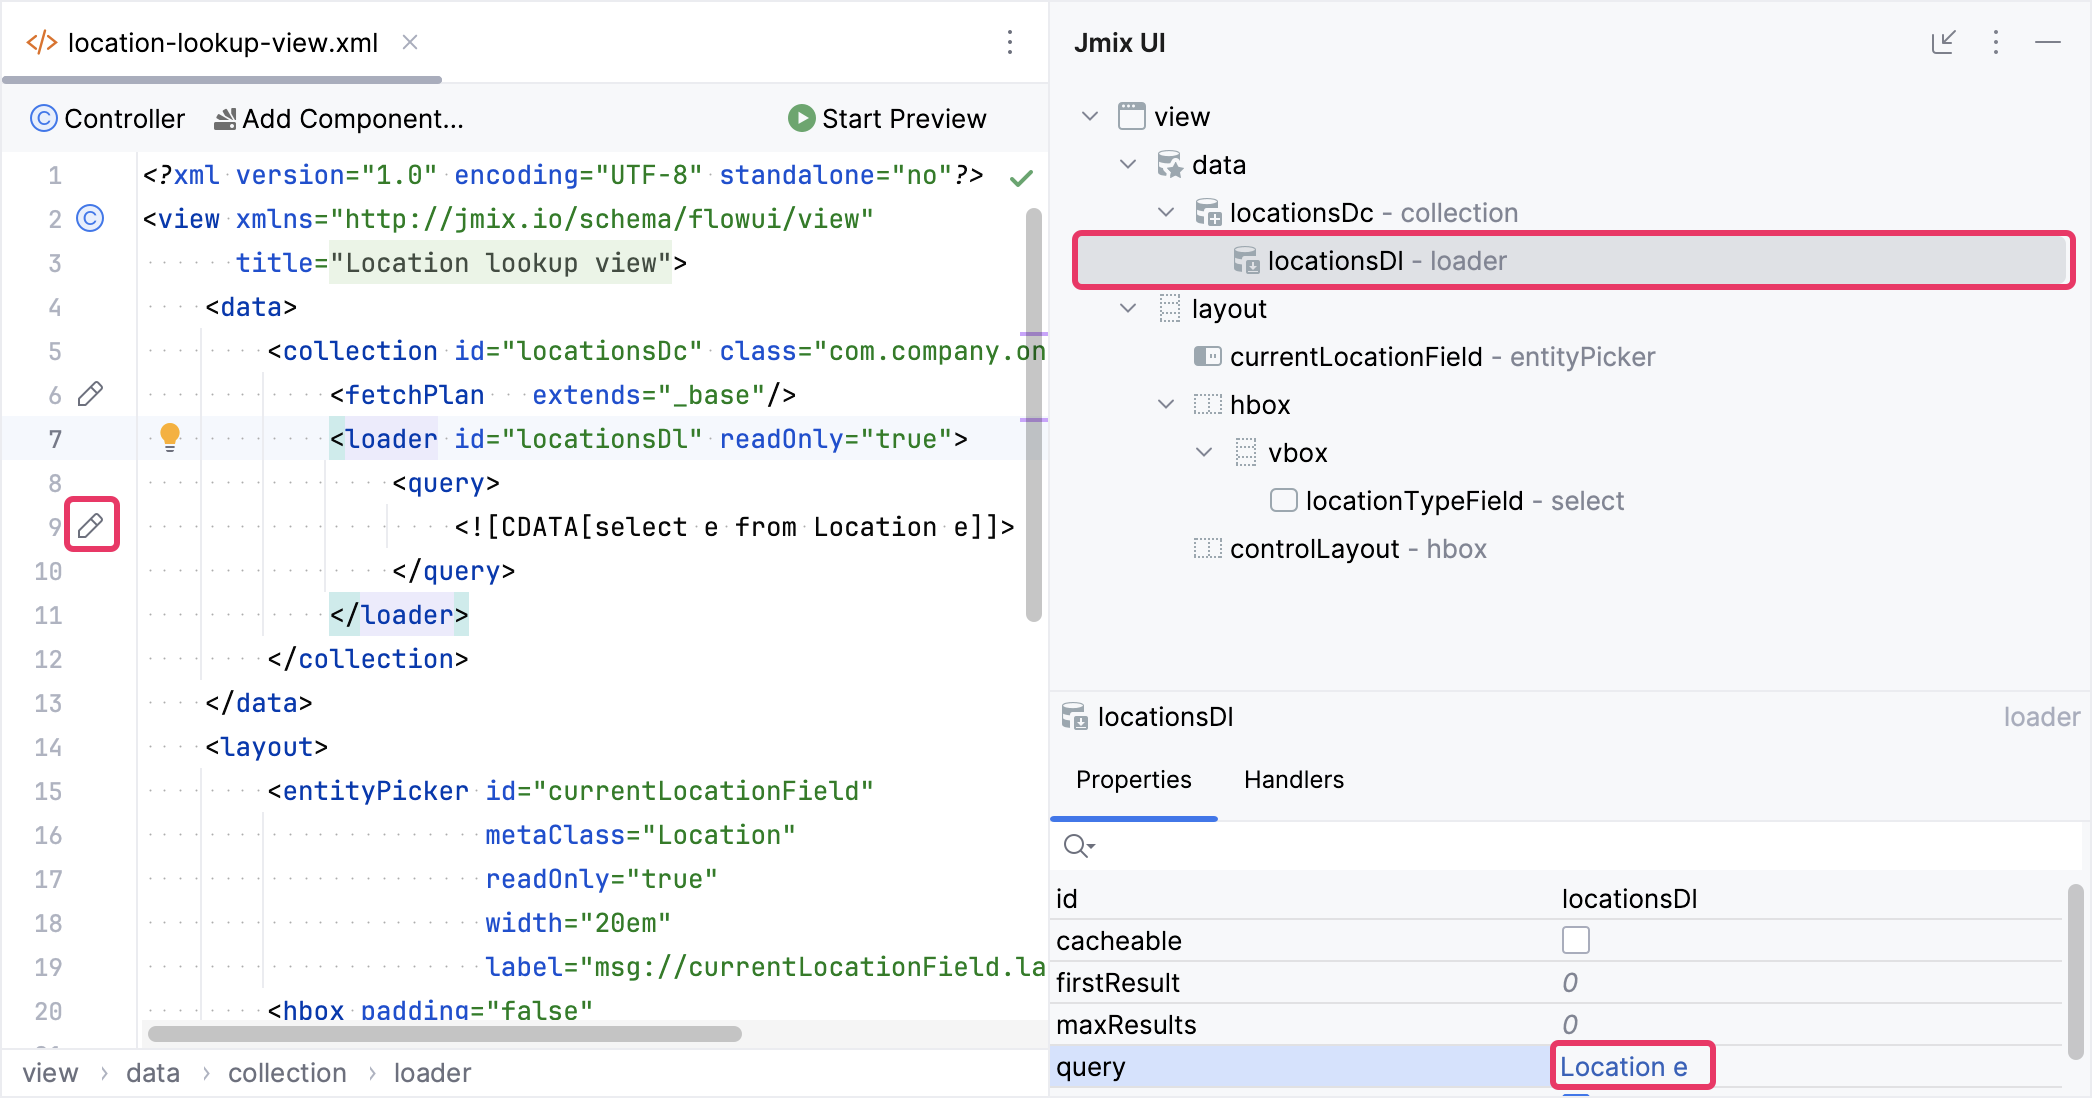 location-lookup-view.xml
Controller Add Component... Start Preview
1 <?xml version="1.0" encoding="UTF-8" standalone="no"?>
2 <view xmlns="http://jmix.io/schema/flowui/view"
3 title="Location lookup view">
4 <data>
5 <collection id="locationsDc" class="com.company.on
6 <fetchPlan extends="_base"/>
7 <loader id="locationsDl" readOnly="true">
8 <query>
9 <![CDATA[select e from Location e]]>
10 </query>
11 </loader>
12 </collection>
13 </data>
14 <layout>
15 <entityPicker id="currentLocationField"
16 metaClass="Location"
17 readOnly="true"
18 width="20em"
19 label="msg://currentLocationField.la
20 <hbox padding="false"
view › data › collection › loader
Jmix UI
view
data
locationsDc - collection
locationsDl - loader
layout
currentLocationField - entityPicker
hbox
vbox
locationTypeField - select
controlLayout - hbox
locationsDl loader
Properties Handlers
id locationsDl
cacheable
firstResult 0
maxResults 0
query Location e